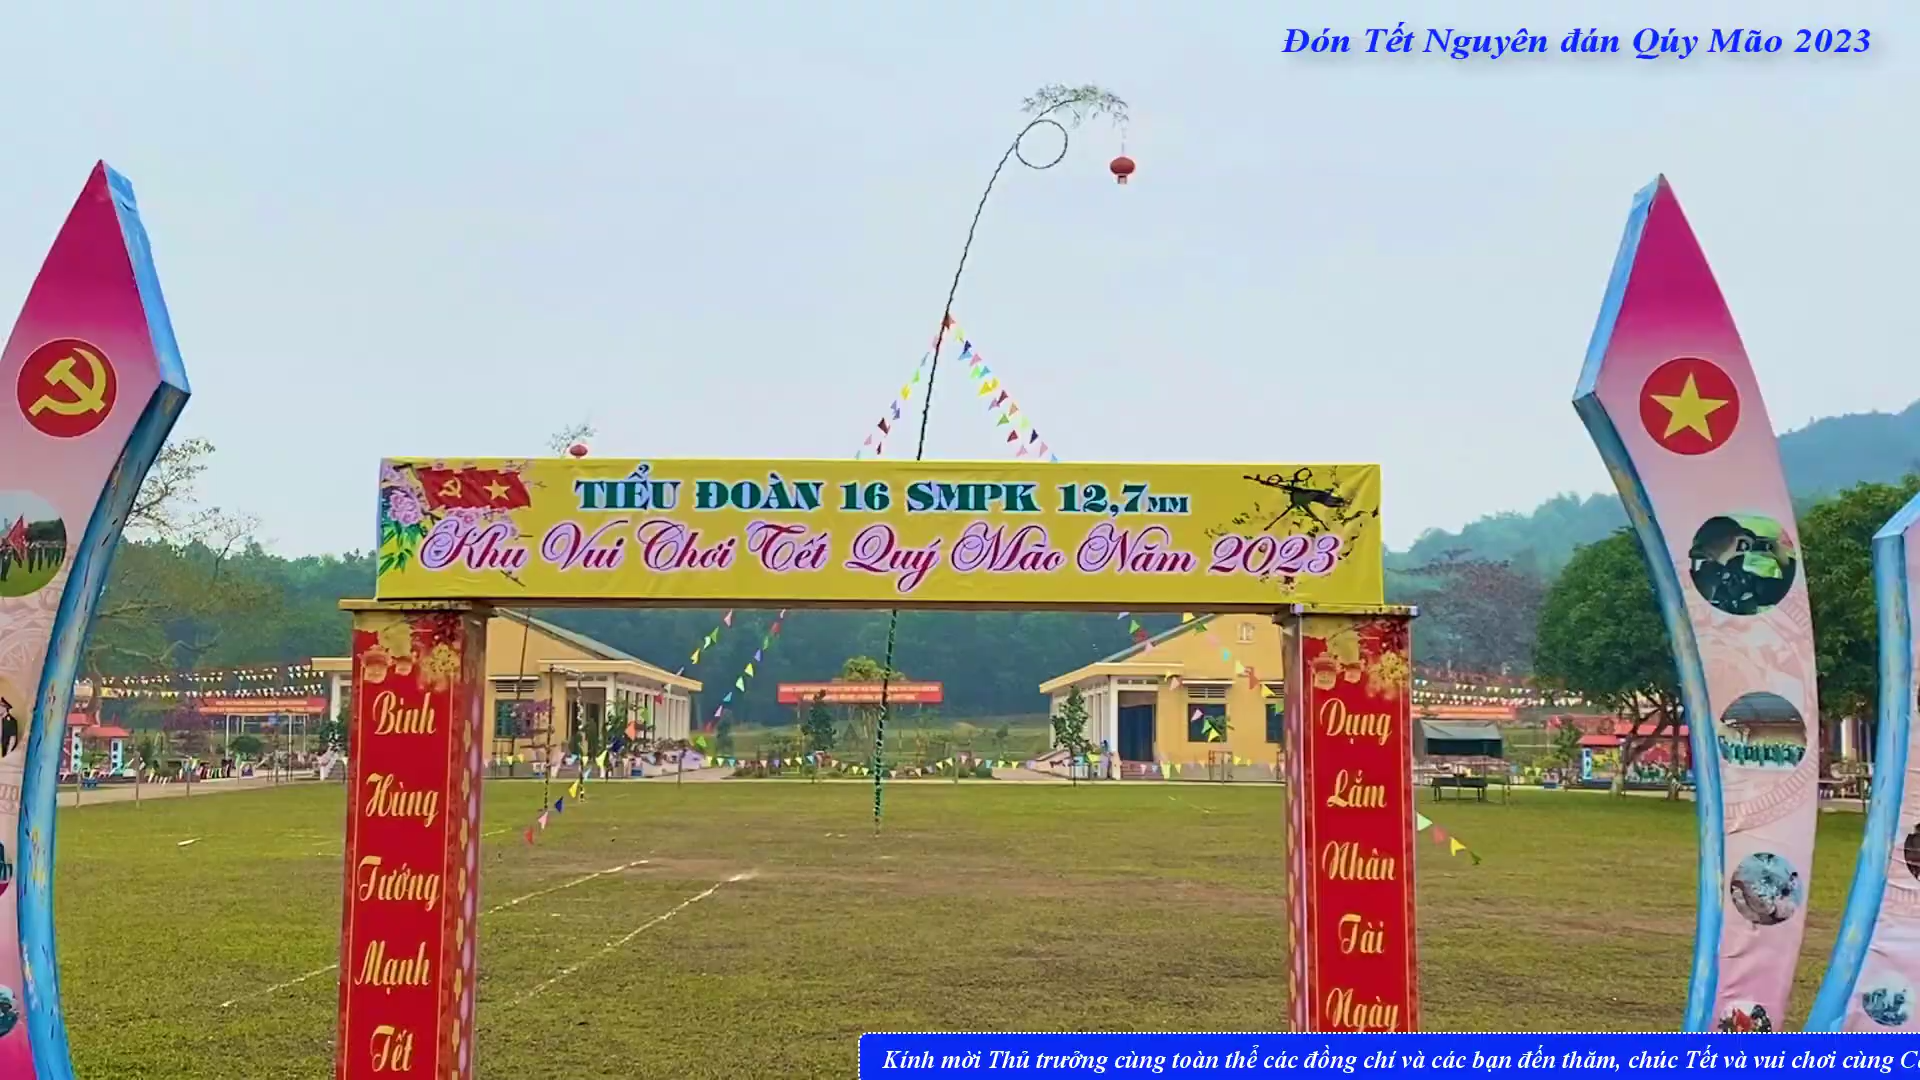 Đón Tết Nguyên đán Qúy Mão 2023
TIỂU ĐOÀN 16 SMPK 12,7MM
Khu Vui Chơi Tết Quý Mão Năm 2023
Binh
Hùng
Tướng
Mạnh
Tết
Dụng
Lắm
Nhân
Tài
Ngày
Kính mời Thủ trưởng cùng toàn thể các đồng chí và các bạn đến thăm, chúc Tết và vui chơi cùng